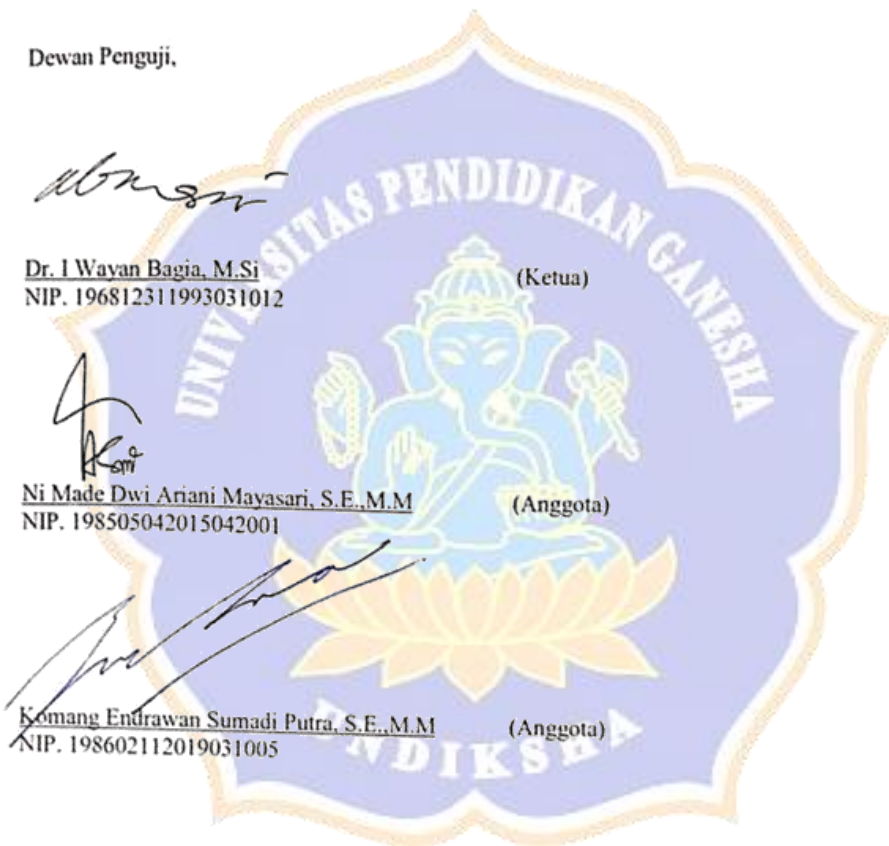 Dewan Penguji,
UNIVERSITAS PENDIDIKAN GANESHA
Dr. I Wayan Bagia, M.Si
(Ketua)
NIP. 196812311993031012
Ni Made Dwi Ariani Mayasari, S.E.,M.M
(Anggota)
NIP. 198505042015042001
Komang Endrawan Sumadi Putra, S.E.,M.M
(Anggota)
NIP. 198602112019031005
UNDIKSHA